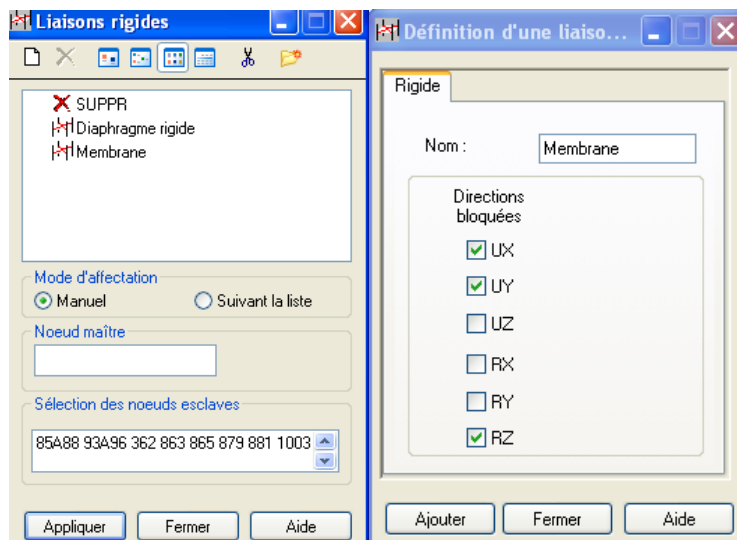 Liaisons rigides
SUPPR
Diaphragme rigide
Membrane
Mode d'affectation
Manuel
Suivant la liste
Noeud maître
Sélection des noeuds esclaves
85A88 93A96 362 863 865 879 881 1003
Appliquer
Fermer
Aide
Définition d'une liaiso...
Rigide
Nom :
Membrane
Directions
bloquées
UX
UY
UZ
RX
RY
RZ
Ajouter
Fermer
Aide